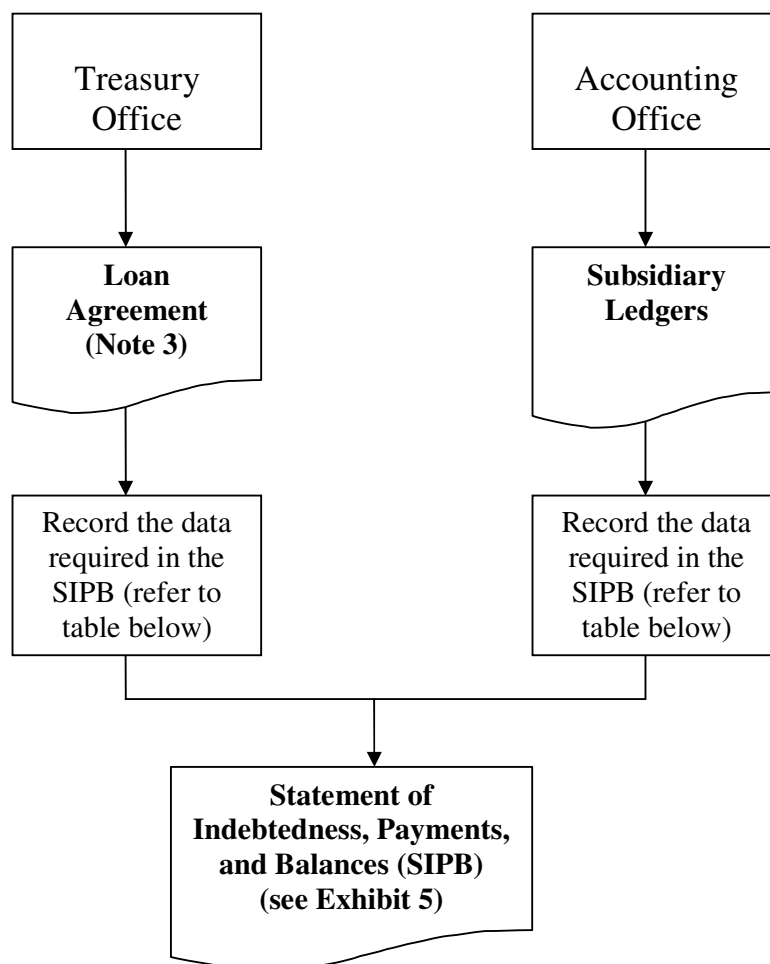 Treasury
Office
Accounting
Office
Loan
Agreement
(Note 3)
Subsidiary
Ledgers
Record the data
required in the
SIPB (refer to
table below)
Record the data
required in the
SIPB (refer to
table below)
Statement of
Indebtedness, Payments,
and Balances (SIPB)
(see Exhibit 5)